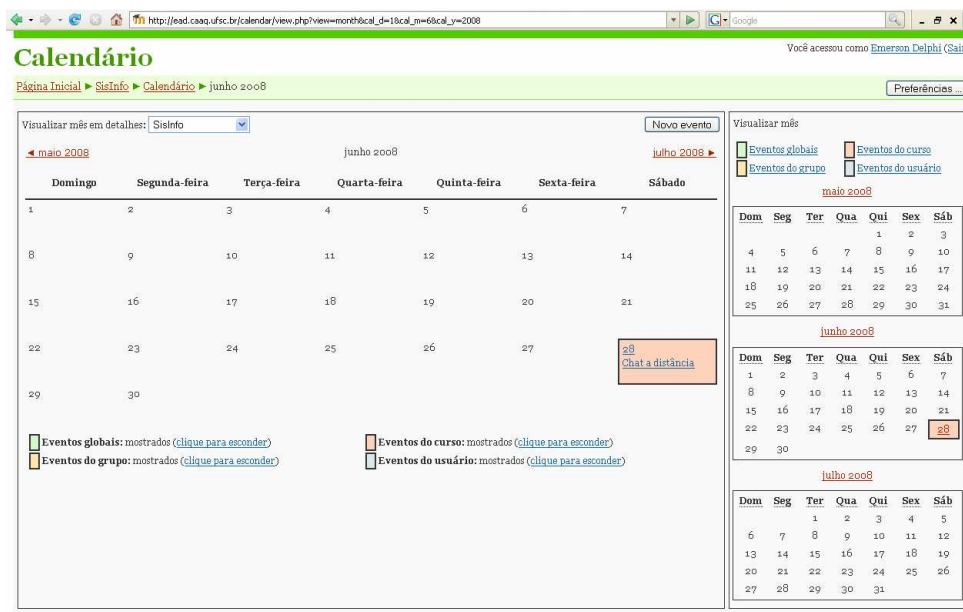 http://ead.caaq.ufsc.br/calendar/view.php?view=month&cal_d=1&cal_m=6&cal_y=2008
Google
Calendário
Você acessou como Emerson Delphi (Sair
Página Inicial ► SisInfo ► Calendário ► junho 2008
Preferências ...
Visualizar mês em detalhes: SisInfo
Novo evento
◄ maio 2008 junho 2008 julho 2008 ►
Domingo Segunda-feira Terça-feira Quarta-feira Quinta-feira Sexta-feira Sábado
1 2 3 4 5 6 7
8 9 10 11 12 13 14
15 16 17 18 19 20 21
22 23 24 25 26 27 28
Chat a distância
29 30
Eventos globais: mostrados (clique para esconder) Eventos do curso: mostrados (clique para esconder)
Eventos do grupo: mostrados (clique para esconder) Eventos do usuário: mostrados (clique para esconder)
Visualizar mês
Eventos globais Eventos do curso
Eventos do grupo Eventos do usuário
maio 2008
Dom Seg Ter Qua Qui Sex Sáb
1 2 3
4 5 6 7 8 9 10
11 12 13 14 15 16 17
18 19 20 21 22 23 24
25 26 27 28 29 30 31
junho 2008
Dom Seg Ter Qua Qui Sex Sáb
1 2 3 4 5 6 7
8 9 10 11 12 13 14
15 16 17 18 19 20 21
22 23 24 25 26 27 28
29 30
julho 2008
Dom Seg Ter Qua Qui Sex Sáb
1 2 3 4 5
6 7 8 9 10 11 12
13 14 15 16 17 18 19
20 21 22 23 24 25 26
27 28 29 30 31